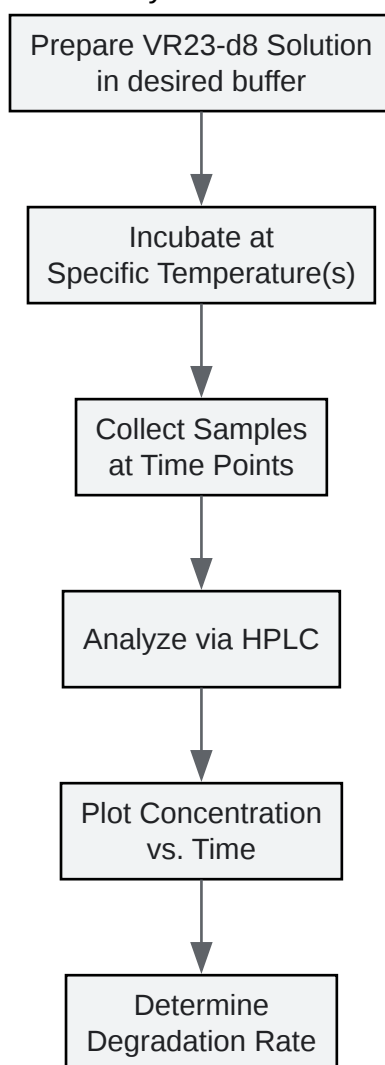 Prepare VR23-d8 Solution
in desired buffer
Incubate at
Specific Temperature(s)
Collect Samples
at Time Points
Analyze via HPLC
Plot Concentration
vs. Time
Determine
Degradation Rate